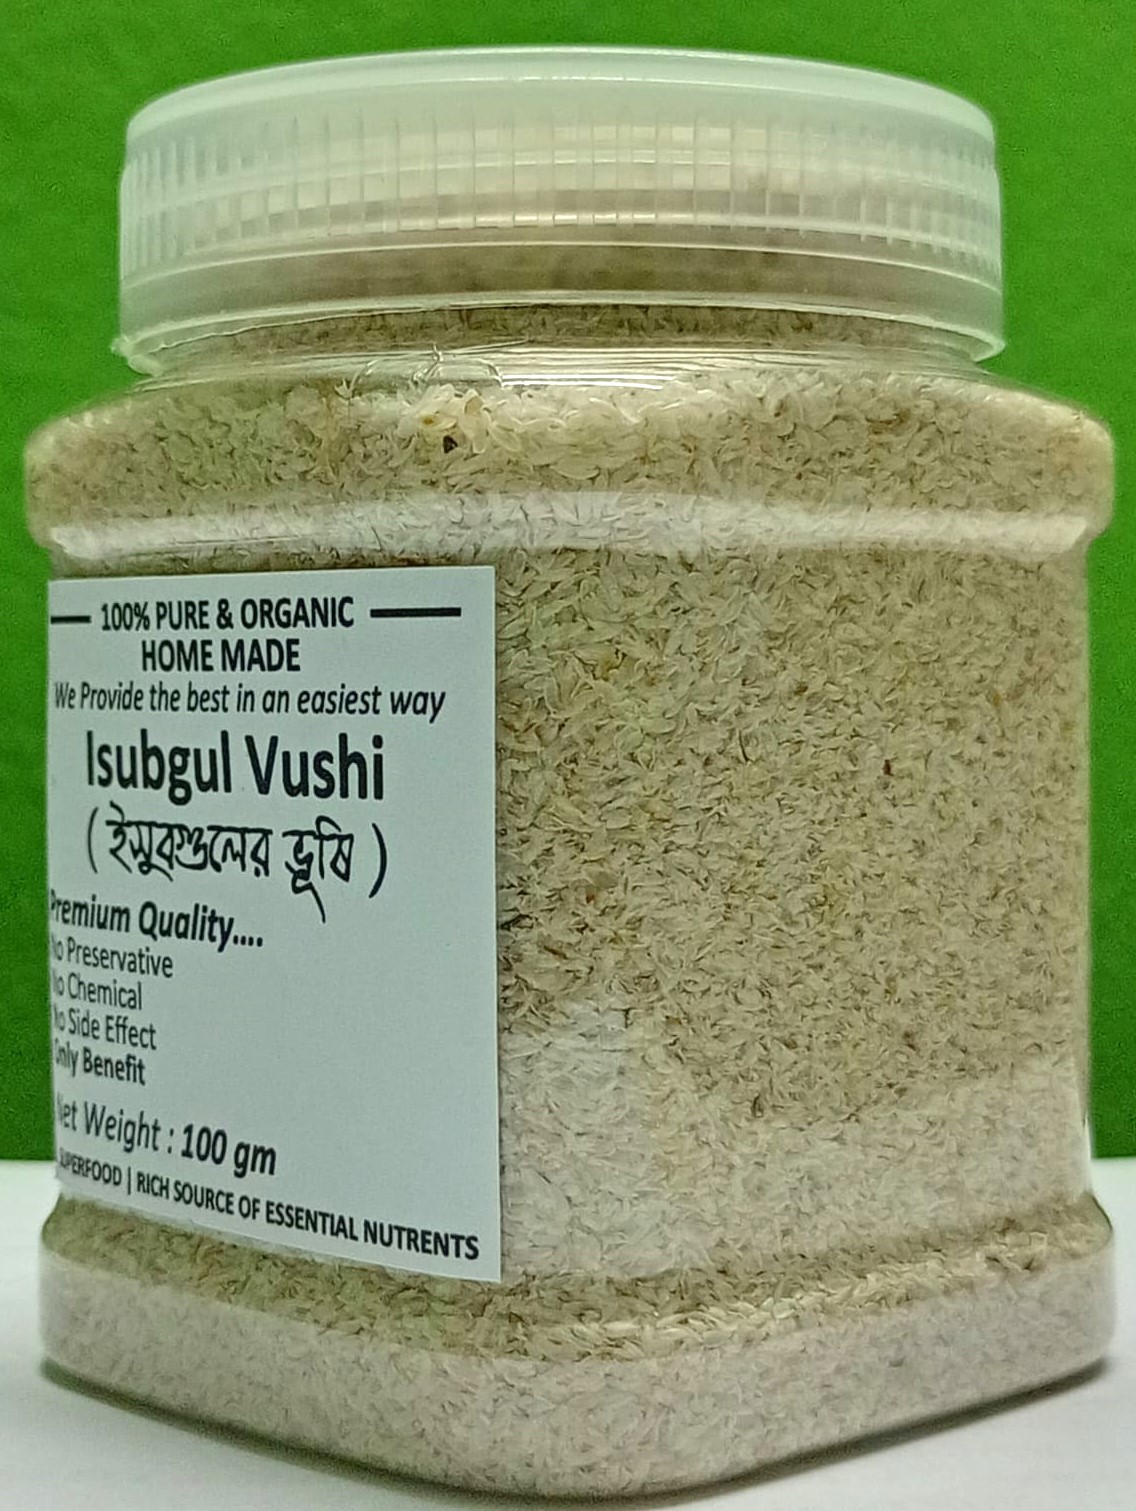 100% PURE & ORGANIC
HOME MADE
We Provide the best in an easiest way
Isubgul Vushi
( ইসুবগুলের ভূষি )
Premium Quality....
No Preservative
No Chemical
No Side Effect
Only Benefit
Net Weight : 100 gm
SUPERFOOD | RICH SOURCE OF ESSENTIAL NUTRENTS